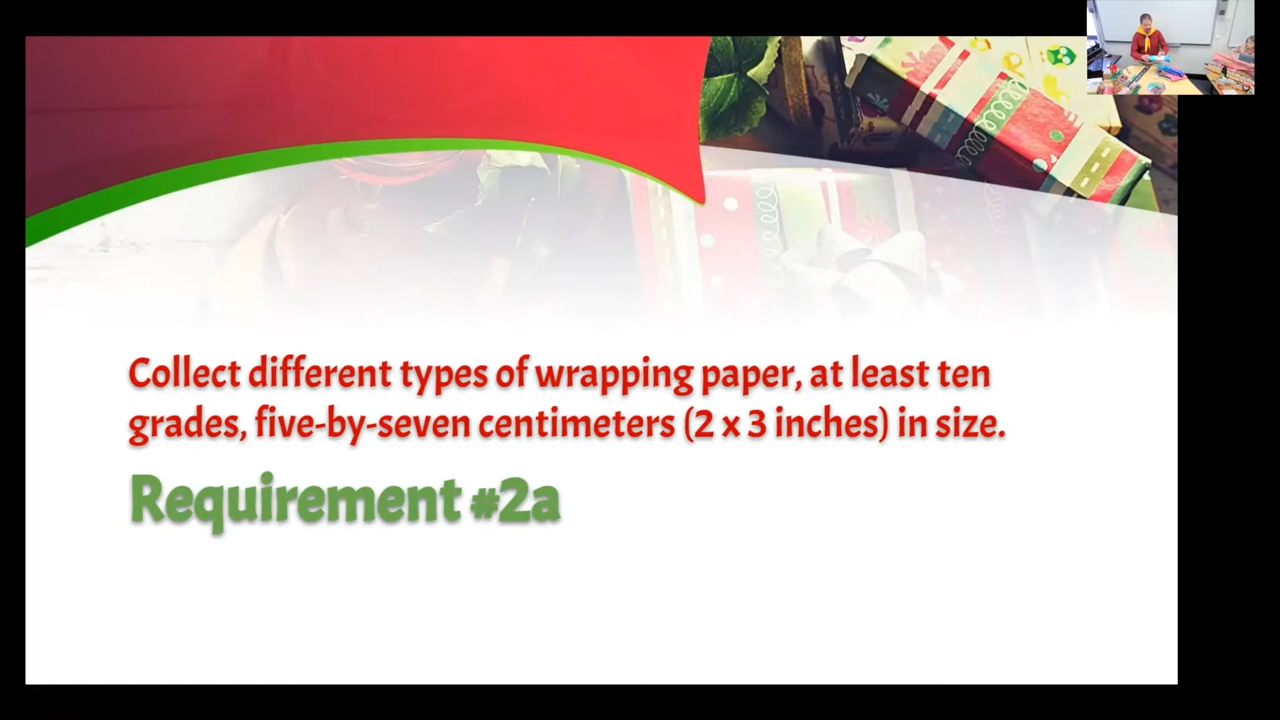 Collect different types of wrapping paper, at least ten
grades, five-by-seven centimeters (2 x 3 inches) in size.
Requirement #2a